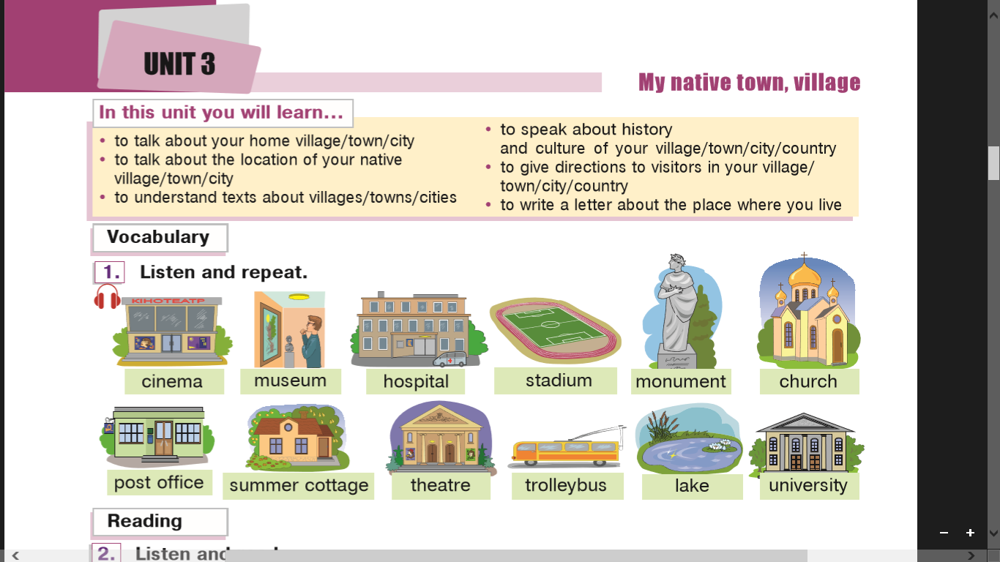 UNIT 3
My native town, village
In this unit you will learn...
• to talk about your home village/town/city
• to talk about the location of your native
village/town/city
• to understand texts about villages/towns/cities
• to speak about history
and culture of your village/town/city/country
• to give directions to visitors in your village/
town/city/country
• to write a letter about the place where you live
Vocabulary
1. Listen and repeat.
КІНОТЕАТР
cinema
museum
hospital
stadium
monument
church
post office
summer cottage
theatre
trolleybus
lake
university
Reading
2. Listen and